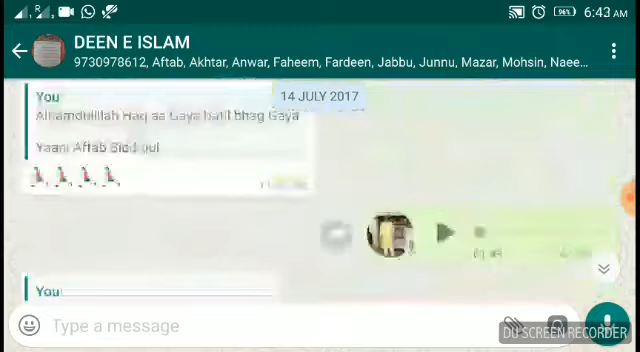 96% 6:43 AM
DEEN E ISLAM
9730978612, Aftab, Akhtar, Anwar, Faheem, Fardeen, Jabbu, Junnu, Mazar, Mohsin, Naee...
14 JULY 2017
You
Alhamdulillah Haq aa Gaya batil bhag Gaya
Yaani Aftab
You
Type a message
DU SCREEN RECORDER